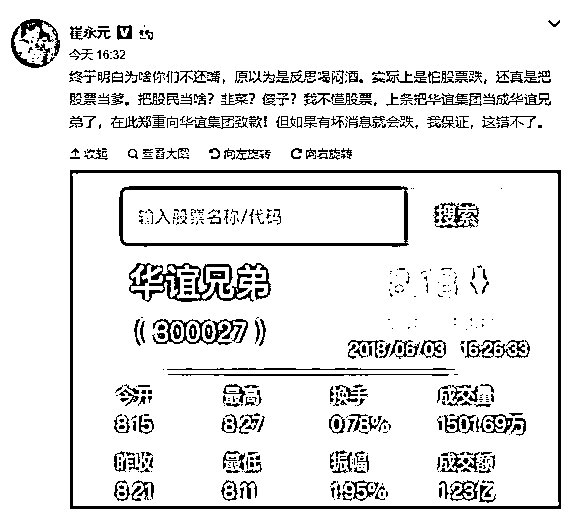 崔永元 V
今天 16:32
终于明白为啥你们不还嘴，原以为是反思喝闷酒。实际上是怕股票跌，还真是把
股票当爹。把股民当啥？韭菜？傻子？我不懂股票，上条把华谊集团当成华谊兄
弟了，在此郑重向华谊集团致歉！但如果有坏消息就会跌，我保证，这错不了。
收起 查看大图 向左旋转 向右旋转
输入股票名称/代码 搜索
华谊兄弟
(300027)
2018/06/03 16:26:33
今开 最高 换手 成交量
8.15 8.27 0.78% 1501.69万
昨收 最低 振幅 成交额
8.21 8.11 1.95% 1.23亿